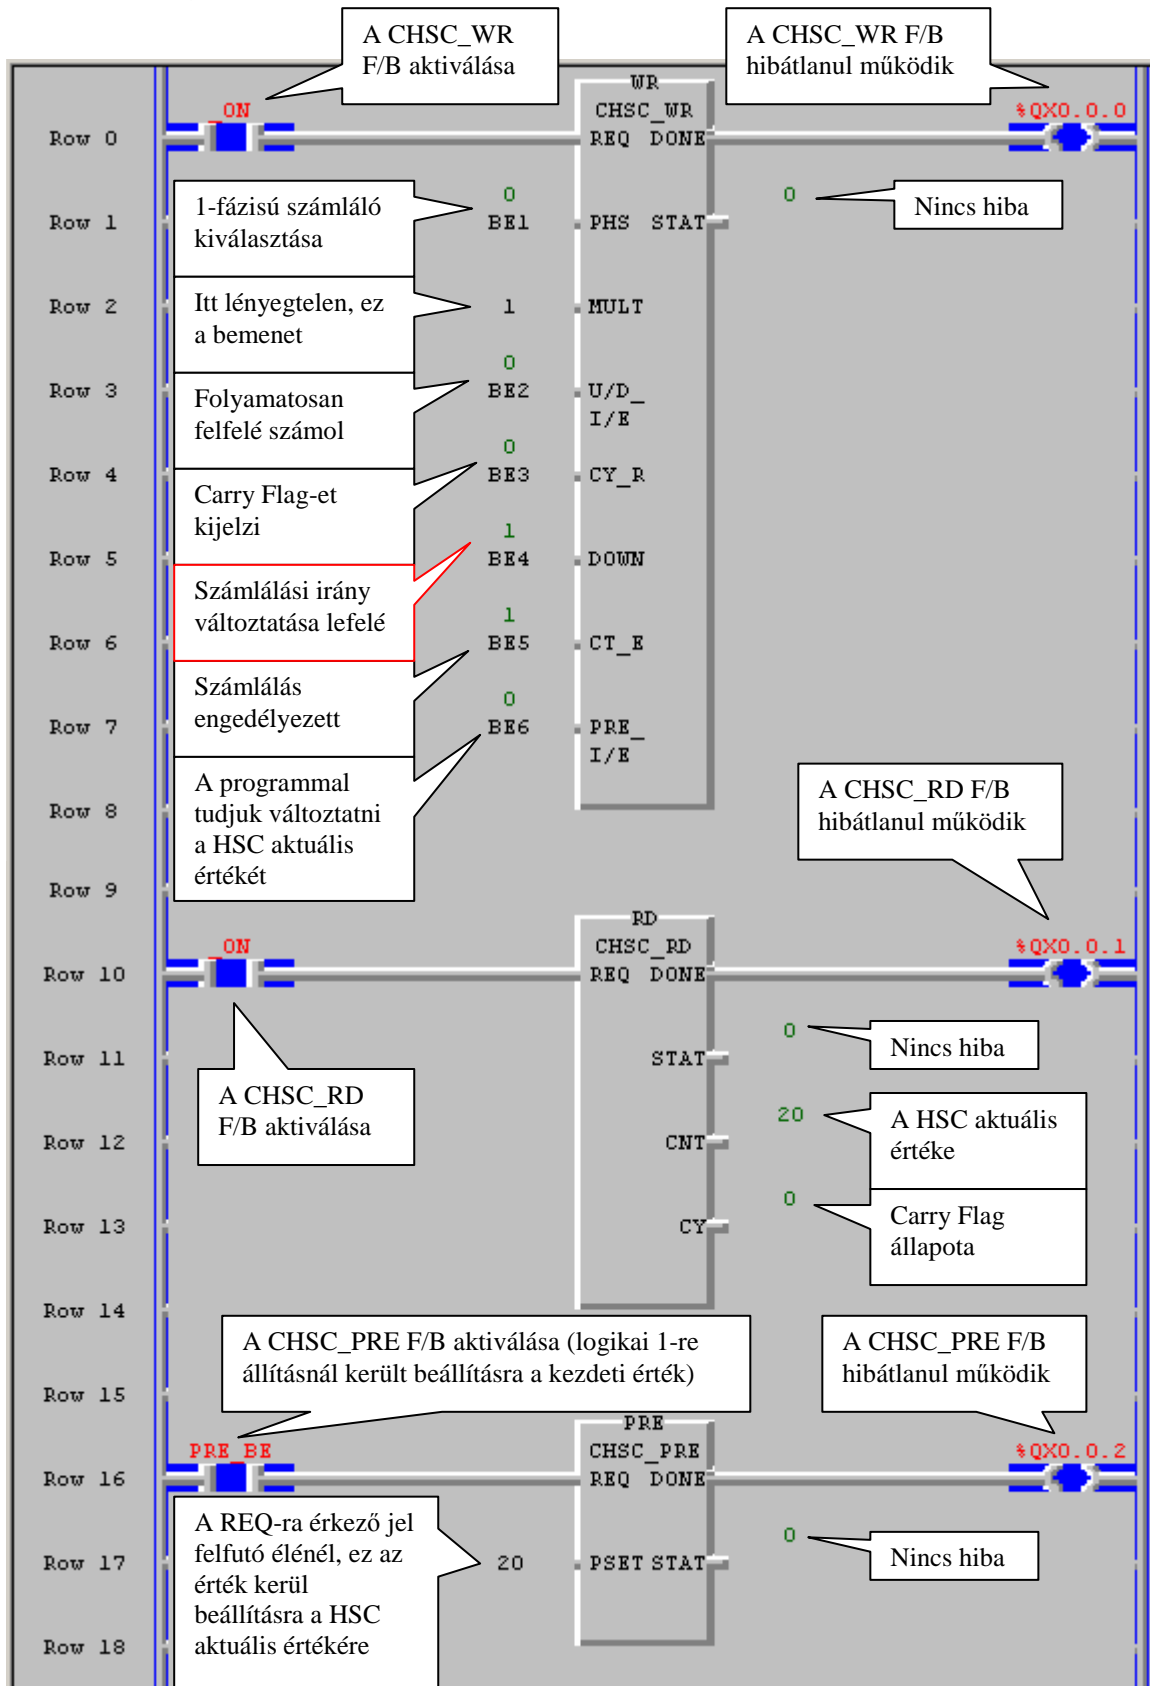 A CHSC_WR
F/B aktiválása
A CHSC_WR F/B
hibátlanul működik
WR
_ON
CHSC_WR
%QX0.0.0
Row 0
REQ DONE
1-fázisú számláló
kiválasztása
0
0
Nincs hiba
Row 1
BE1
PHS STAT
Itt lényegtelen, ez
a bemenet
Row 2
1
MULT
Folyamatosan
felfelé számol
0
Row 3
BE2
U/D_
I/E
Carry Flag-et
kijelzi
0
Row 4
BE3
CY_R
Számlálási irány
változtatása lefelé
1
Row 5
BE4
DOWN
Számlálás
engedélyezett
1
Row 6
BE5
CT_E
A programmal
tudjuk változtatni
a HSC aktuális
értékét
0
Row 7
BE6
PRE_
I/E
Row 8
A CHSC_RD F/B
hibátlanul működik
Row 9
RD
_ON
CHSC_RD
%QX0.0.1
Row 10
REQ DONE
0
Nincs hiba
Row 11
STAT
A CHSC_RD
F/B aktiválása
20
A HSC aktuális
értéke
Row 12
CNT
0
Carry Flag
állapota
Row 13
CY
Row 14
A CHSC_PRE F/B aktiválása (logikai 1-re
állításnál került beállításra a kezdeti érték)
A CHSC_PRE F/B
hibátlanul működik
Row 15
PRE
PRE_BE
CHSC_PRE
%QX0.0.2
Row 16
REQ DONE
A REQ-ra érkező jel
felfutó élénél, ez az
érték kerül
beállításra a HSC
aktuális értékére
0
Nincs hiba
Row 17
20
PSET STAT
Row 18